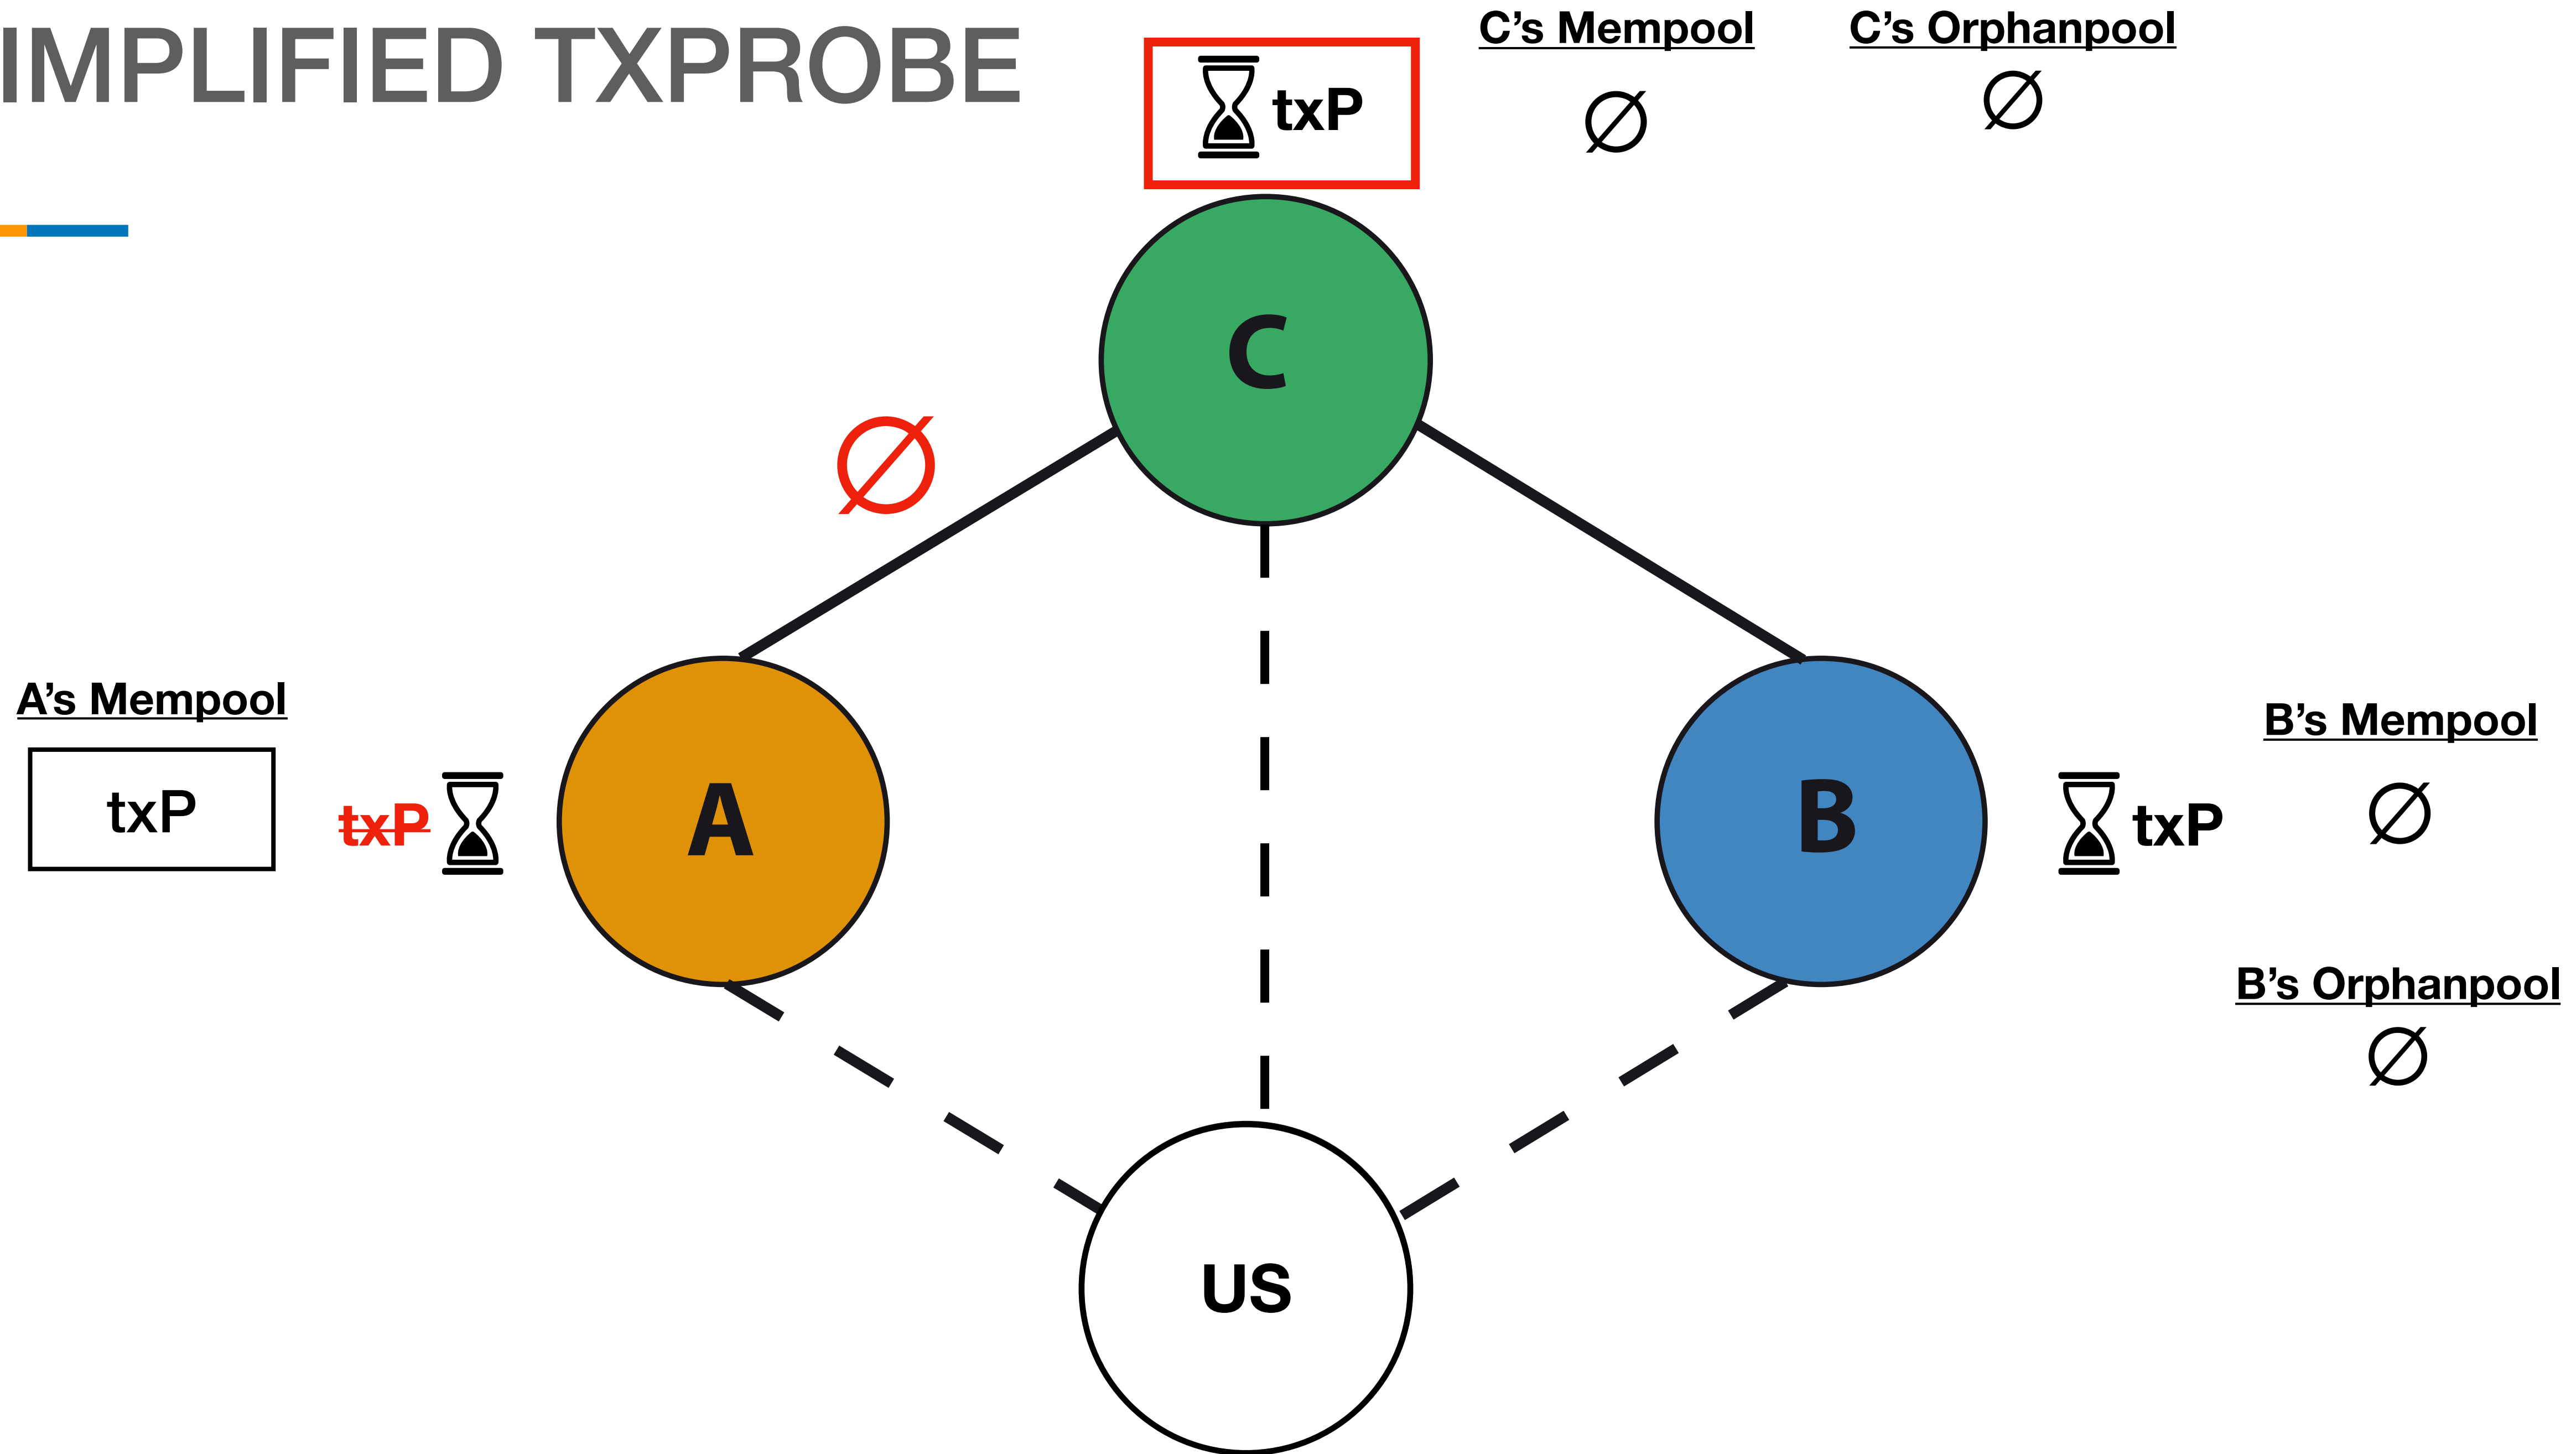 IMPLIFIED TXPROBE
C’s Mempool
C’s Orphanpool
txP
∅
∅
C
∅
A’s Mempool
txP
txP
A
B
txP
B’s Mempool
∅
B’s Orphanpool
∅
US